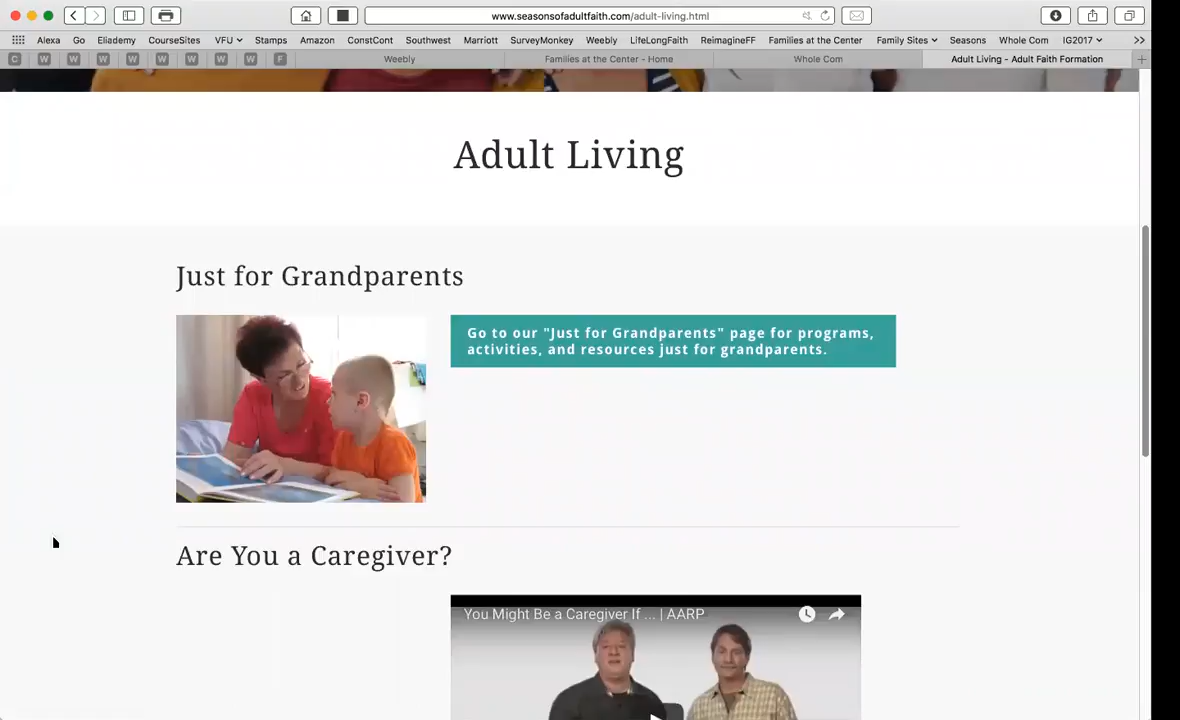 www.seasonsofadultfaith.com/adult-living.html
Alexa Go Eliademy CourseSites VFU Stamps Amazon ConstCont Southwest Marriott SurveyMonkey Weebly LifeLongFaith ReimagineFF Families at the Center Family Sites Seasons Whole Com IG2017
C W W W W W W W W F Weebly Families at the Center - Home Whole Com Adult Living - Adult Faith Formation
Adult Living
Just for Grandparents
Go to our "Just for Grandparents" page for programs,
activities, and resources just for grandparents.
Are You a Caregiver?
You Might Be a Caregiver If ... | AARP